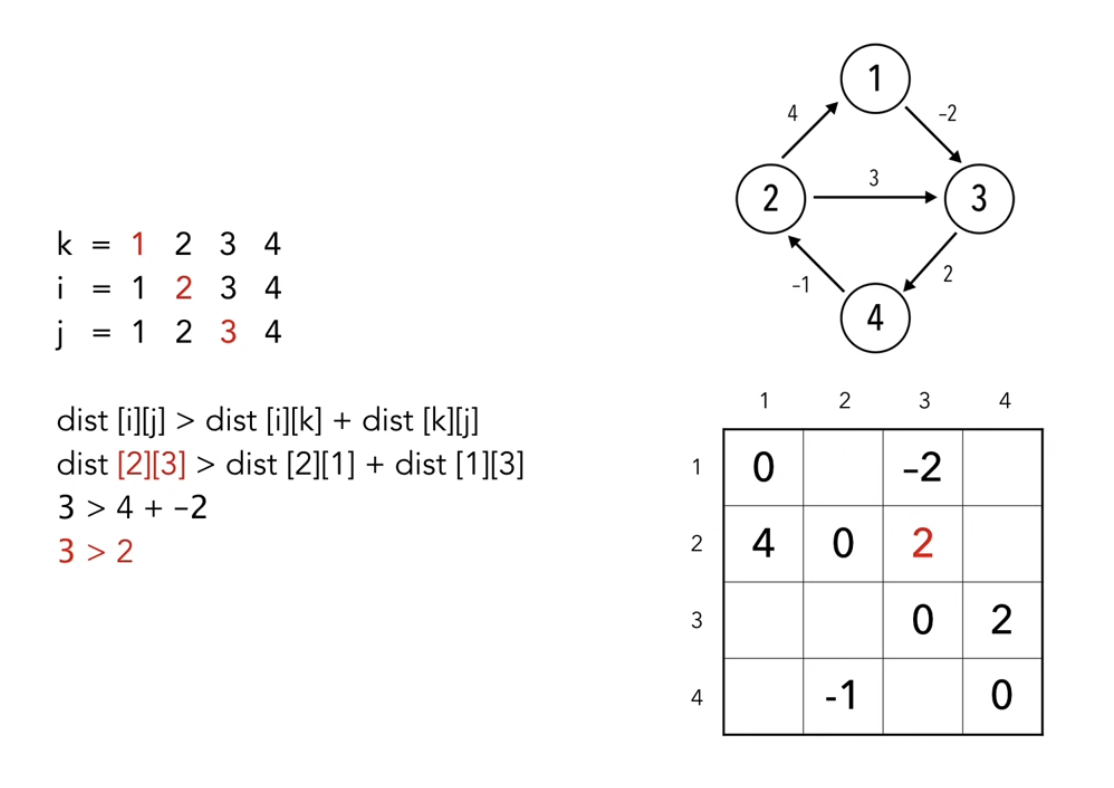 k = 1 2 3 4
i = 1 2 3 4
j = 1 2 3 4
dist [i][j] > dist [i][k] + dist [k][j]
dist [2][3] > dist [2][1] + dist [1][3]
3 > 4 + −2
3 > 2
1
4
−2
2
3
3
−1
2
4
1 2 3 4
1 0 −2
2 4 0 2
3 0 2
4 -1 0